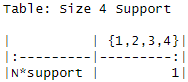 Table: Size 4 Support
|          | {1,2,3,4}|
|:---------|---------:|
|N*support |         1|